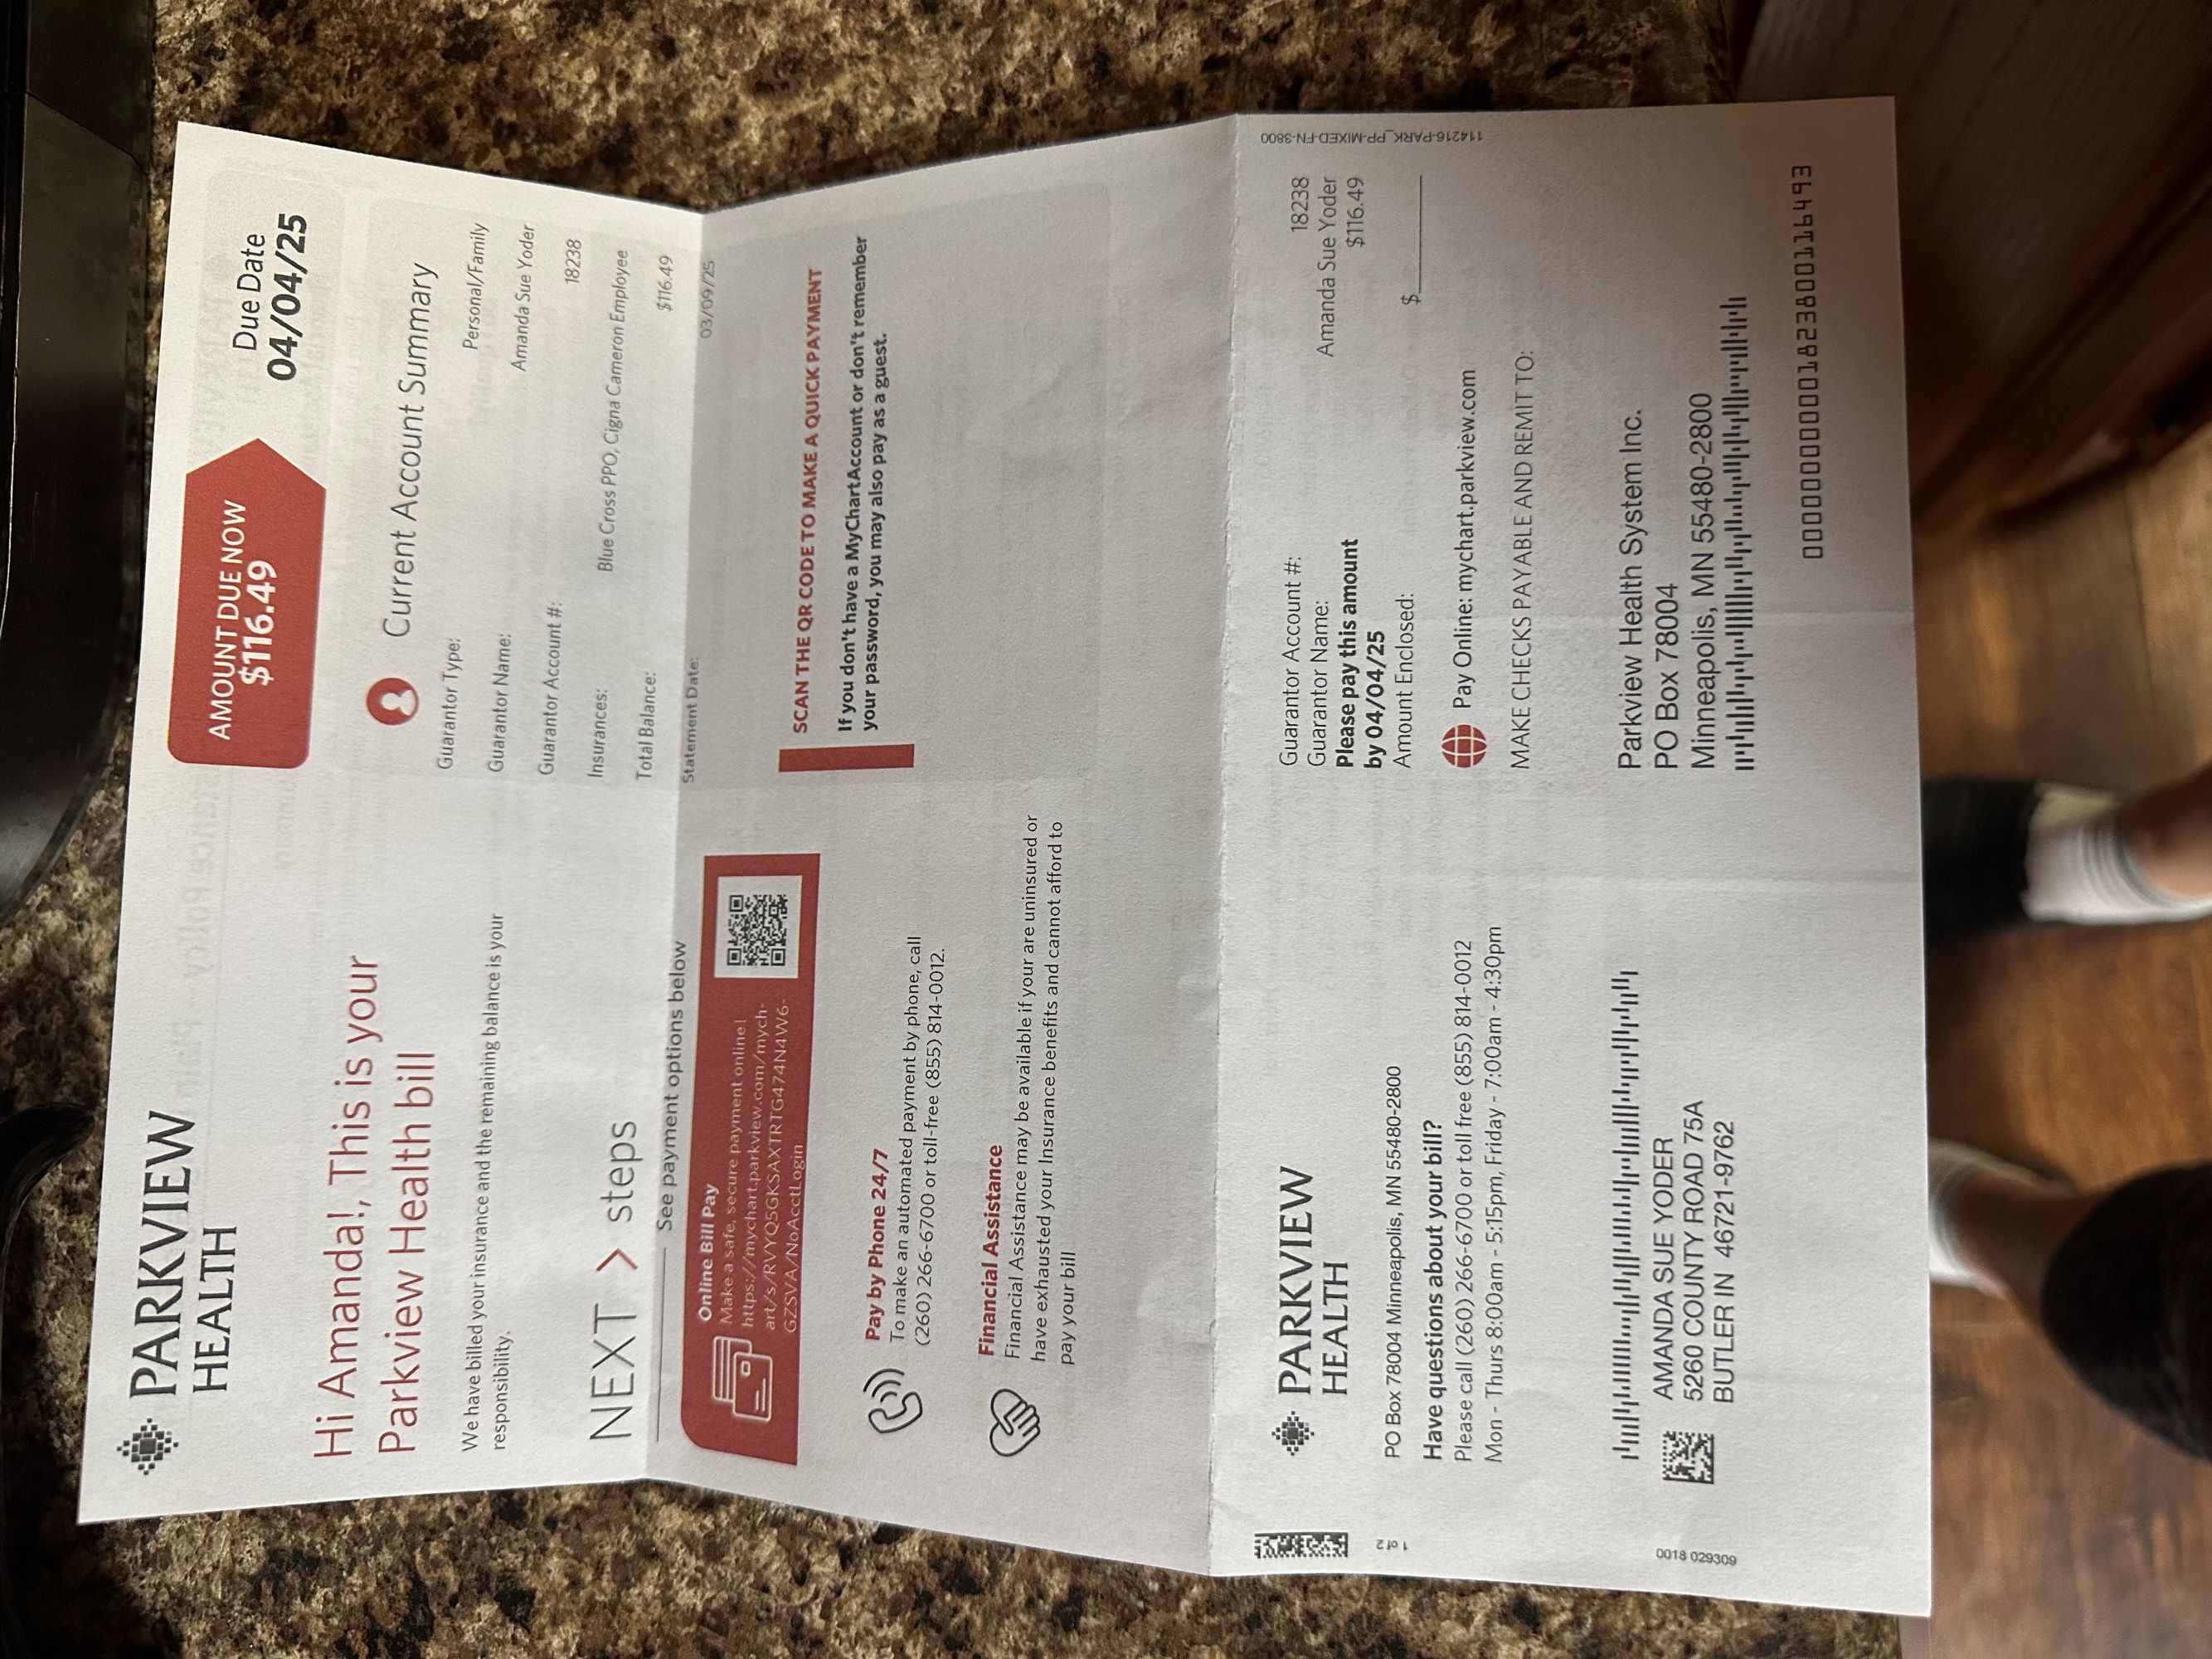 PARKVIEW
HEALTH
AMOUNT DUE NOW
$116.49
Due Date
04/04/25
Hi Amanda!, This is your
Parkview Health bill
We have billed your insurance and the remaining balance is your
responsibility.
Current Account Summary
Guarantor Type: Personal/Family
Guarantor Name: Amanda Sue Yoder
Guarantor Account #: 18238
Insurances: Blue Cross PPO, Cigna Cameron Employee
Total Balance: $116.49
Statement Date: 03/09/25
NEXT > steps
See payment options below
Online Bill Pay
Make a safe, secure payment online!
https://mychart.parkview.com/mych-
art/s/RVYQ5GKSAXTRTG474N4W6-
GZSVA/NoAcctLogin
SCAN THE QR CODE TO MAKE A QUICK PAYMENT
If you don't have a MyChartAccount or don't remember
your password, you may also pay as a guest.
Pay by Phone 24/7
To make an automated payment by phone, call
(260) 266-6700 or toll-free (855) 814-0012.
Financial Assistance
Financial Assistance may be available if your are uninsured or
have exhausted your Insurance benefits and cannot afford to
pay your bill
PARKVIEW
HEALTH
1 of 2
PO Box 78004 Minneapolis, MN 55480-2800
Have questions about your bill?
Please call (260) 266-6700 or toll free (855) 814-0012
Mon - Thurs 8:00am - 5:15pm, Friday - 7:00am - 4:30pm
Guarantor Account #: 18238
Guarantor Name: Amanda Sue Yoder
Please pay this amount $116.49
by 04/04/25
Amount Enclosed: $
Pay Online: mychart.parkview.com
MAKE CHECKS PAYABLE AND REMIT TO:
114216-PARK_PP-MIXED-FN-3800
0018 029309
AMANDA SUE YODER
5260 COUNTY ROAD 75A
BUTLER IN 46721-9762
Parkview Health System Inc.
PO Box 78004
Minneapolis, MN 55480-2800
0000000000001823800116493